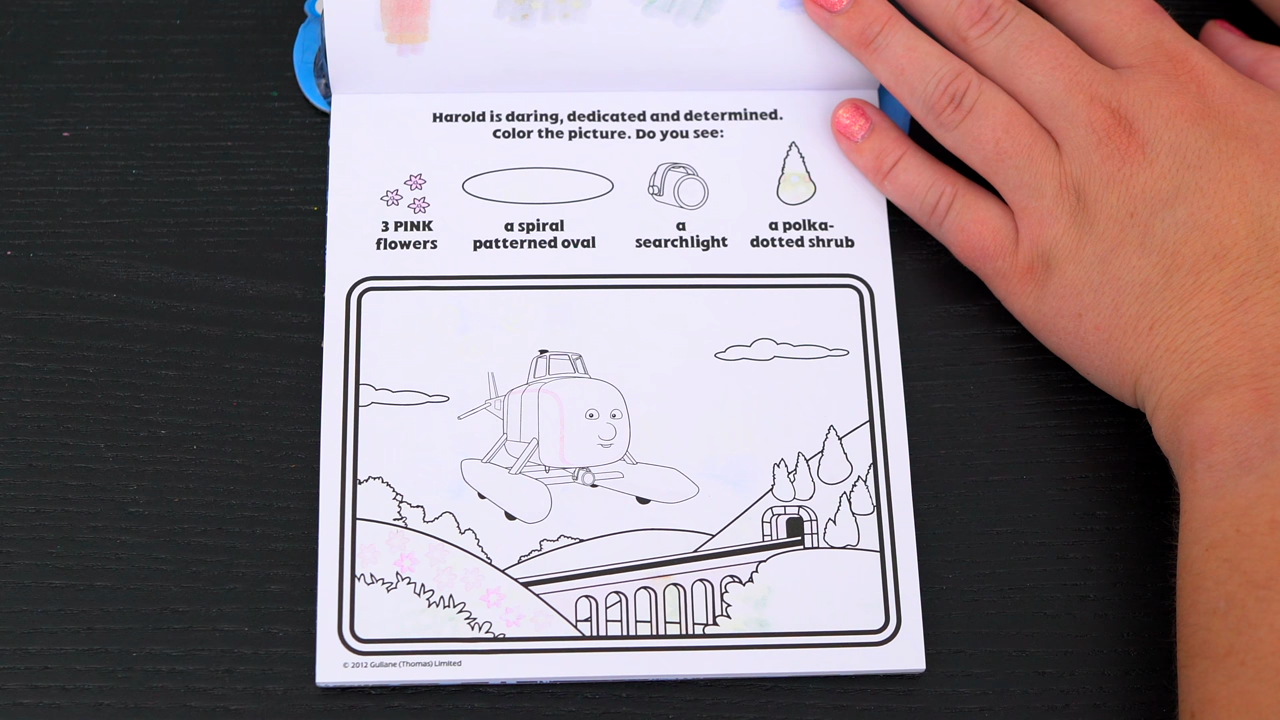 Harold is daring, dedicated and determined.
Color the picture. Do you see:
3 PINK
flowers
a spiral
patterned oval
a
searchlight
a polka-
dotted shrub
© 2012 Gullane (Thomas) Limited